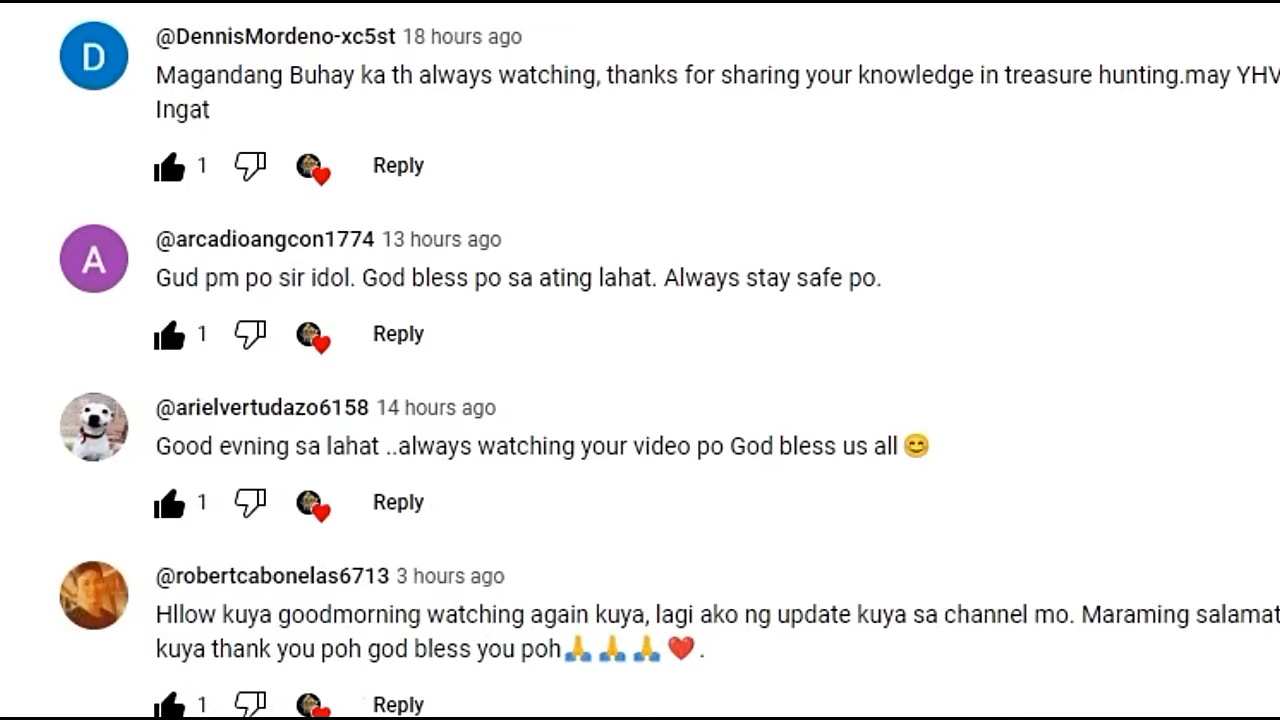 D
@DennisMordeno-xc5st 18 hours ago
Magandang Buhay ka th always watching, thanks for sharing your knowledge in treasure hunting.may YHV
Ingat
1 Reply
A
@arcadioangcon1774 13 hours ago
Gud pm po sir idol. God bless po sa ating lahat. Always stay safe po.
1 Reply
@arielvertudazo6158 14 hours ago
Good evning sa lahat ..always watching your video po God bless us all 😊
1 Reply
@robertcabonelas6713 3 hours ago
Hllow kuya goodmorning watching again kuya, lagi ako ng update kuya sa channel mo. Maraming salamat
kuya thank you poh god bless you poh🙏🙏🙏❤️.
1 Reply